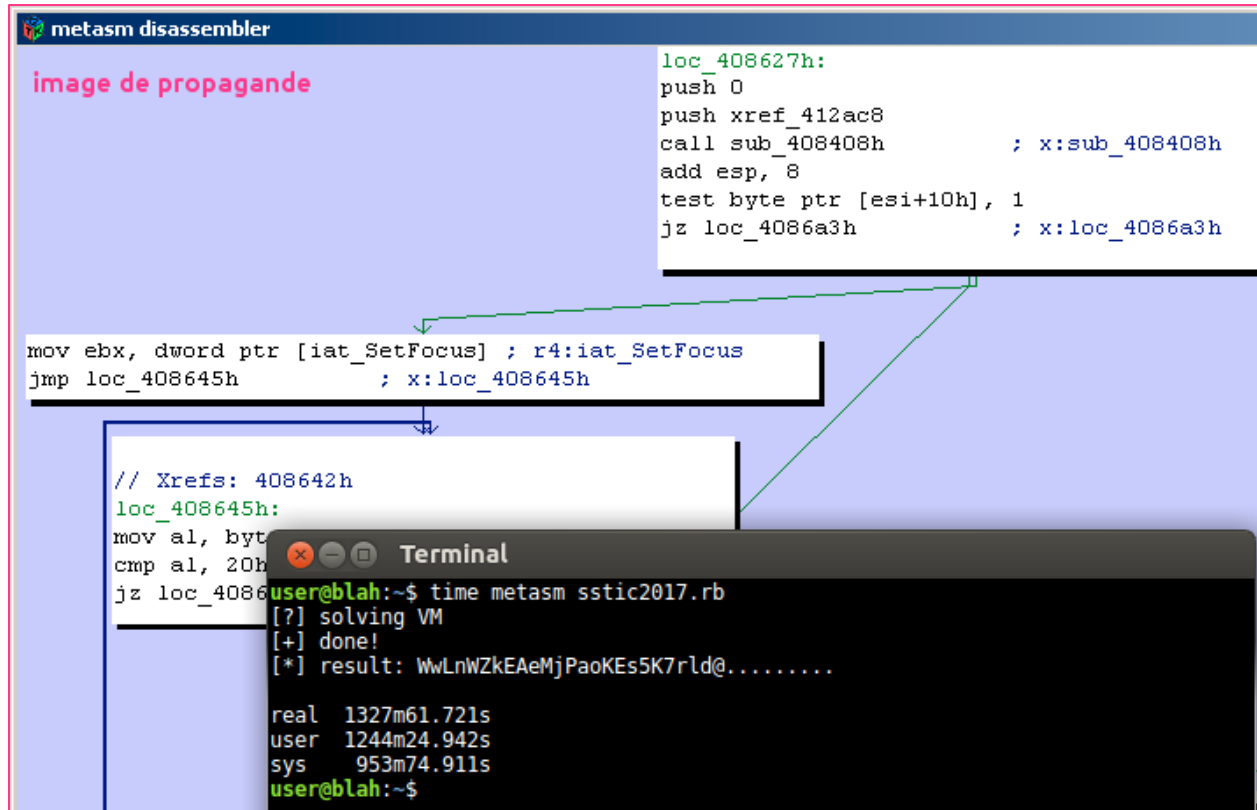 metasm disassembler
image de propagande
loc_408627h:
push 0
push xref_412ac8
call sub_408408h ; x:sub_408408h
add esp, 8
test byte ptr [esi+10h], 1
jz loc_4086a3h ; x:loc_4086a3h
mov ebx, dword ptr [iat_SetFocus] ; r4:iat_SetFocus
jmp loc_408645h ; x:loc_408645h
// Xrefs: 408642h
loc_408645h:
mov al, byt
cmp al, 20h
jz loc_4086
Terminal
user@blah:~$ time metasm sstic2017.rb
[?] solving VM
[+] done!
[*] result: WwLnWZkEAeMjPaoKEs5K7rld@.........
real 1327m61.721s
user 1244m24.942s
sys 953m74.911s
user@blah:~$